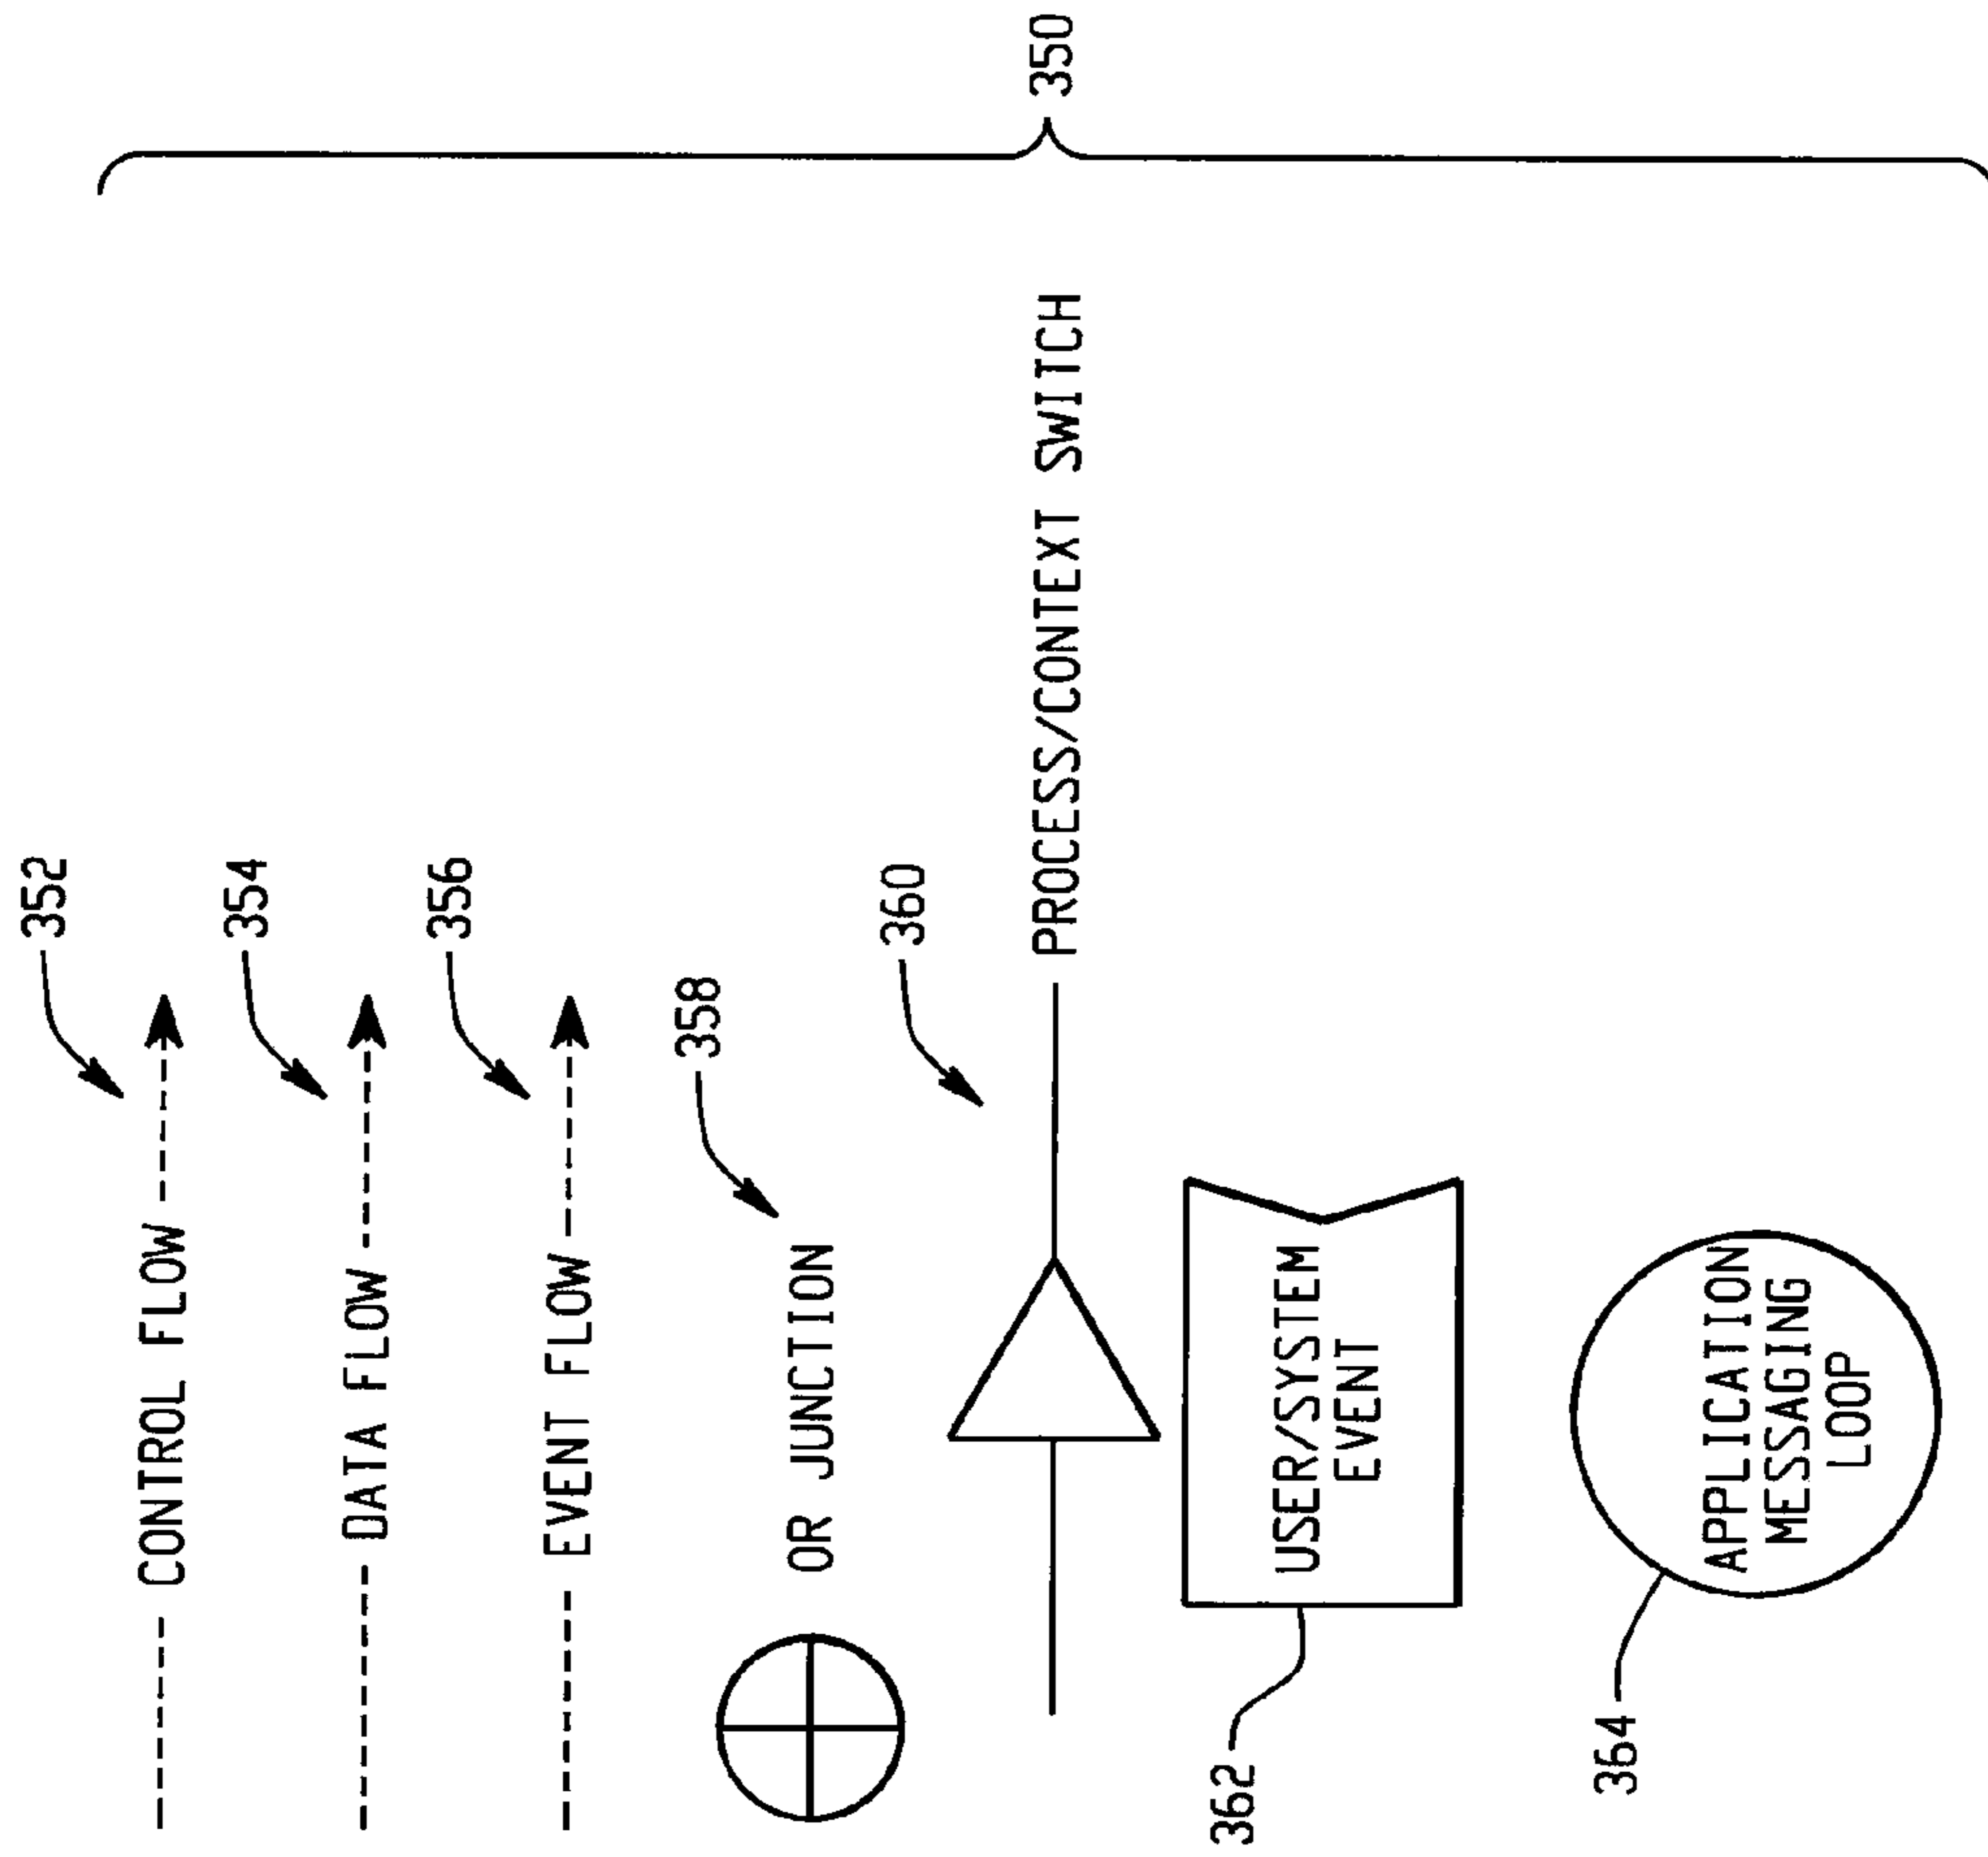 352
CONTROL FLOW
354
DATA FLOW
356
EVENT FLOW
358
OR JUNCTION
360
PROCESS/CONTEXT SWITCH
350
362
USER/SYSTEM
EVENT
364
APPLICATION
MESSAGING
LOOP